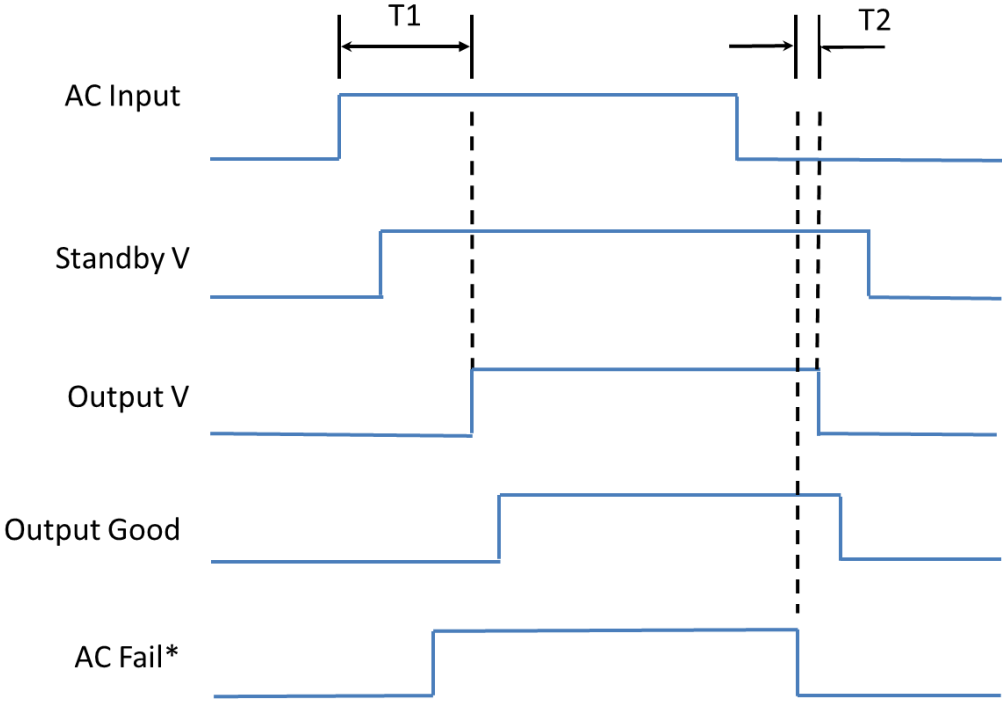 T1
T2
AC Input
Standby V
Output V
Output Good
AC Fail*